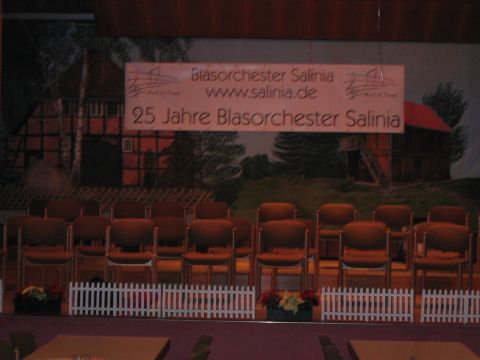 Blasorchester Salinia
www.salinia.de
25 Jahre Blasorchester Salinia